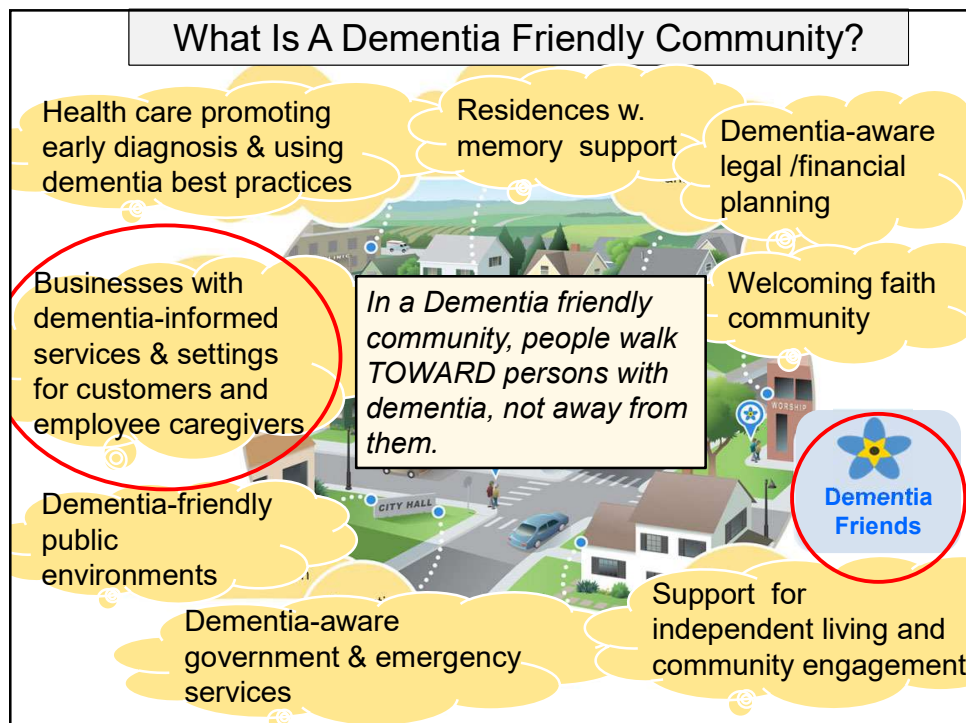 What Is A Dementia Friendly Community?
Health care promoting
early diagnosis & using
dementia best practices
Residences w.
memory support
Dementia-aware
legal /financial
planning
Businesses with
dementia-informed
services & settings
for customers and
employee caregivers
In a Dementia friendly
community, people walk
TOWARD persons with
dementia, not away from
them.
Welcoming faith
community
WORSHIP
Dementia
Friends
CITY HALL
Dementia-friendly
public
environments
Dementia-aware
government & emergency
services
Support for
independent living and
community engagement